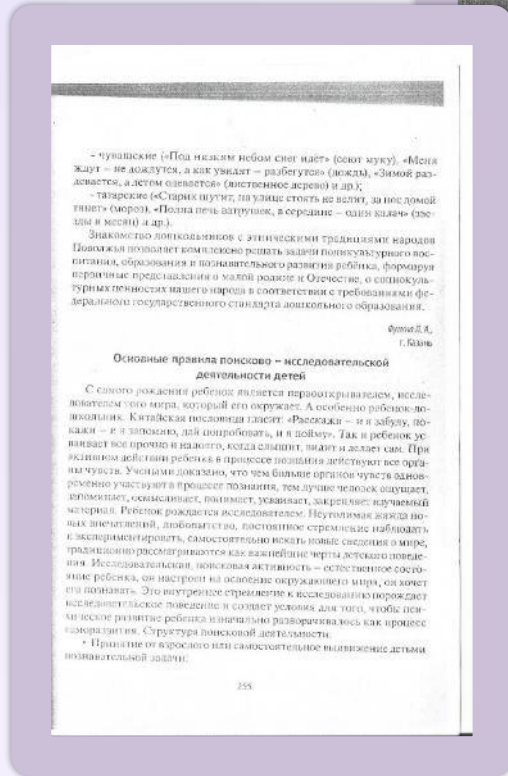 - чувашские («Под низким небом снег идёт» (сеют муку), «Меня
ждут – не дождутся, а как увидят – разбегутся» (дождь), «Зимой раз-
девается, а летом одевается» (лиственное дерево) и др.);
- татарские («Старик шутит, на улице стоять не велит, за нос домой
тянет» (мороз), «Полна печь ватрушек, в середине – один калач» (звё-
зды и месяц) и др.).
Знакомство дошкольников с этническими традициями народов
Поволжья позволяет комплексно решать задачи поликультурного вос-
питания, образования и познавательного развития ребёнка, формируя
первичные представления о малой родине и Отечестве, о социокуль-
турных ценностях нашего народа в соответствии с требованиями фе-
дерального государственного стандарта дошкольного образования.
г. Казань
Основные правила поисково – исследовательской
деятельности детей
С самого рождения ребенок является первооткрывателем, иссле-
дователем того мира, который его окружает. А особенно ребенок-до-
школьник. Китайская пословица гласит: «Расскажи – и я забуду, по-
кажи – и я запомню, дай попробовать, и я пойму». Так и ребенок ус-
ваивает все прочно и надолго, когда слышит, видит и делает сам. При
активном действии ребенка в процессе познания действуют все орга-
ны чувств. Учеными доказано, что чем больше органов чувств однов-
ременно участвуют в процессе познания, тем лучше человек ощущает,
запоминает, осмысливает, понимает, усваивает, закрепляет изучаемый
материал. Ребенок рождается исследователем. Неутолимая жажда но-
вых впечатлений, любопытство, постоянное стремление наблюдать
и экспериментировать, самостоятельно искать новые сведения о мире,
традиционно рассматриваются как важнейшие черты детского поведе-
ния. Исследовательская, поисковая активность – естественное состо-
яние ребенка, он настроен на освоение окружающего мира, он хочет
его познавать. Это внутреннее стремление к исследованию порождает
исследовательское поведение и создает условия для того, чтобы пси-
хическое развитие ребенка изначально разворачивалось как процесс
саморазвития. Структура поисковой деятельности:
• Принятие от взрослого или самостоятельное выдвижение детьми
познавательной задачи;
255